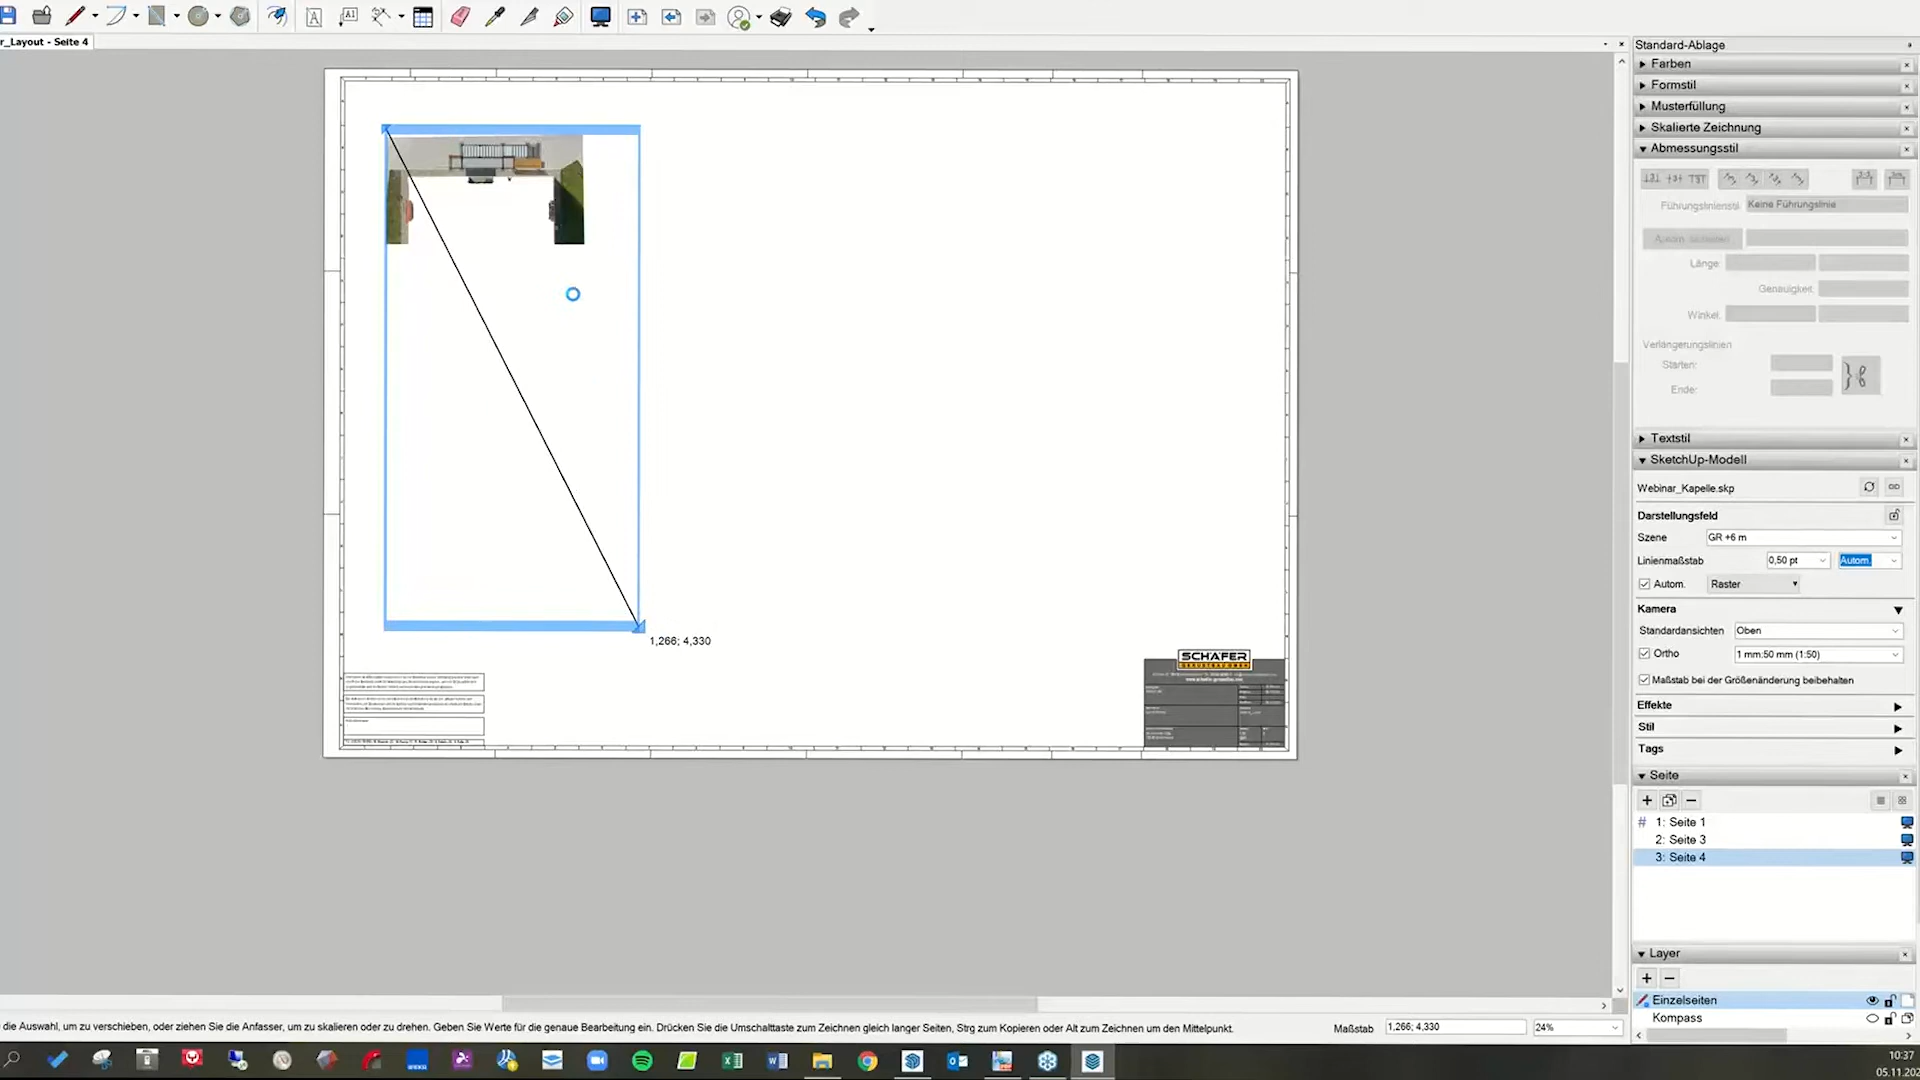 r_Layout - Seite 4
Standard-Ablage
Farben
Formstil
Musterfüllung
Skalierte Zeichnung
Abmessungsstil
Führungslinienstil
Keine Führungslinie
Länge:
Genauigkeit
Winkel:
Verlängerungslinien
Starten:
Ende:
Textstil
SketchUp-Modell
Webinar_Kapelle.skp
Darstellungsfeld
Szene
GR +6 m
Linienmaßstab
0,50 pt
Autom.
Autom.
Raster
Kamera
Standardansichten
Oben
Ortho
1 mm:50 mm (1:50)
Maßstab bei der Größenänderung beibehalten
Effekte
Stil
Tags
Seite
# 1: Seite 1
2: Seite 3
3: Seite 4
Layer
Einzelseiten
Kompass
1,266; 4,330
SCHÄFER
die Auswahl, um zu verschieben, oder ziehen Sie die Anfasser, um zu skalieren oder zu drehen. Geben Sie Werte für die genaue Bearbeitung ein. Drücken Sie die Umschalttaste zum Zeichnen gleich langer Seiten, Strg zum Kopieren oder Alt zum Zeichnen um den Mittelpunkt.
Maßstab
1,266; 4,330
24%
10:37
05.11.202